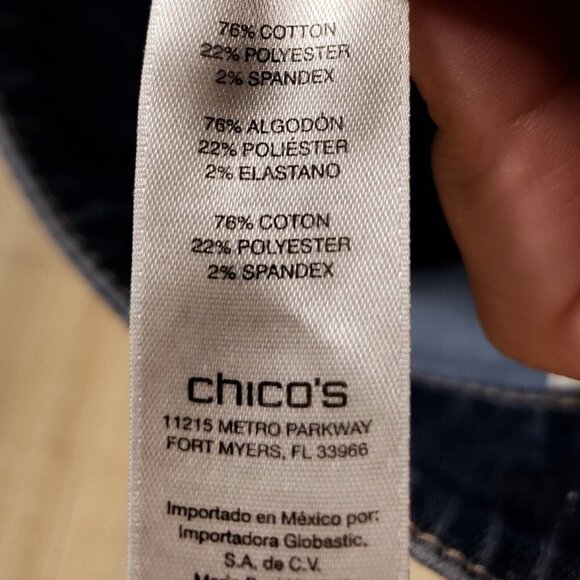 76% COTTON
22% POLYESTER
2% SPANDEX
76% ALGODÓN
22% POLIÉSTER
2% ELASTANO
76% COTON
22% POLYESTER
2% SPANDEX
chico's
11215 METRO PARKWAY
FORT MYERS, FL 33966
Importado en México por:
Importadora Globastic,
S.A. de C.V.